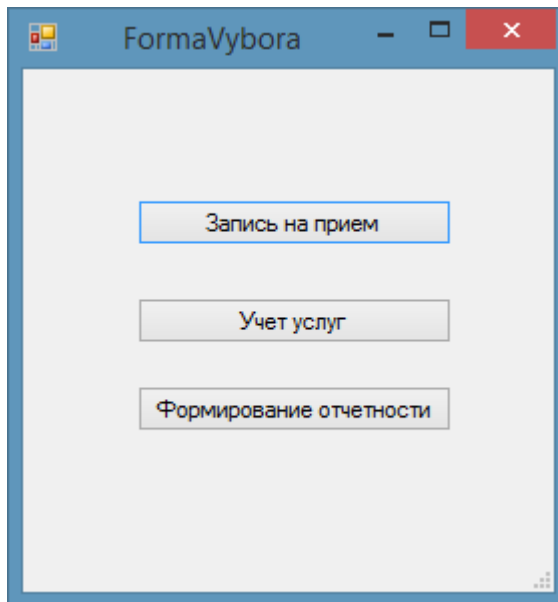 FormaVybora
Запись на прием
Учет услуг
Формирование отчетности